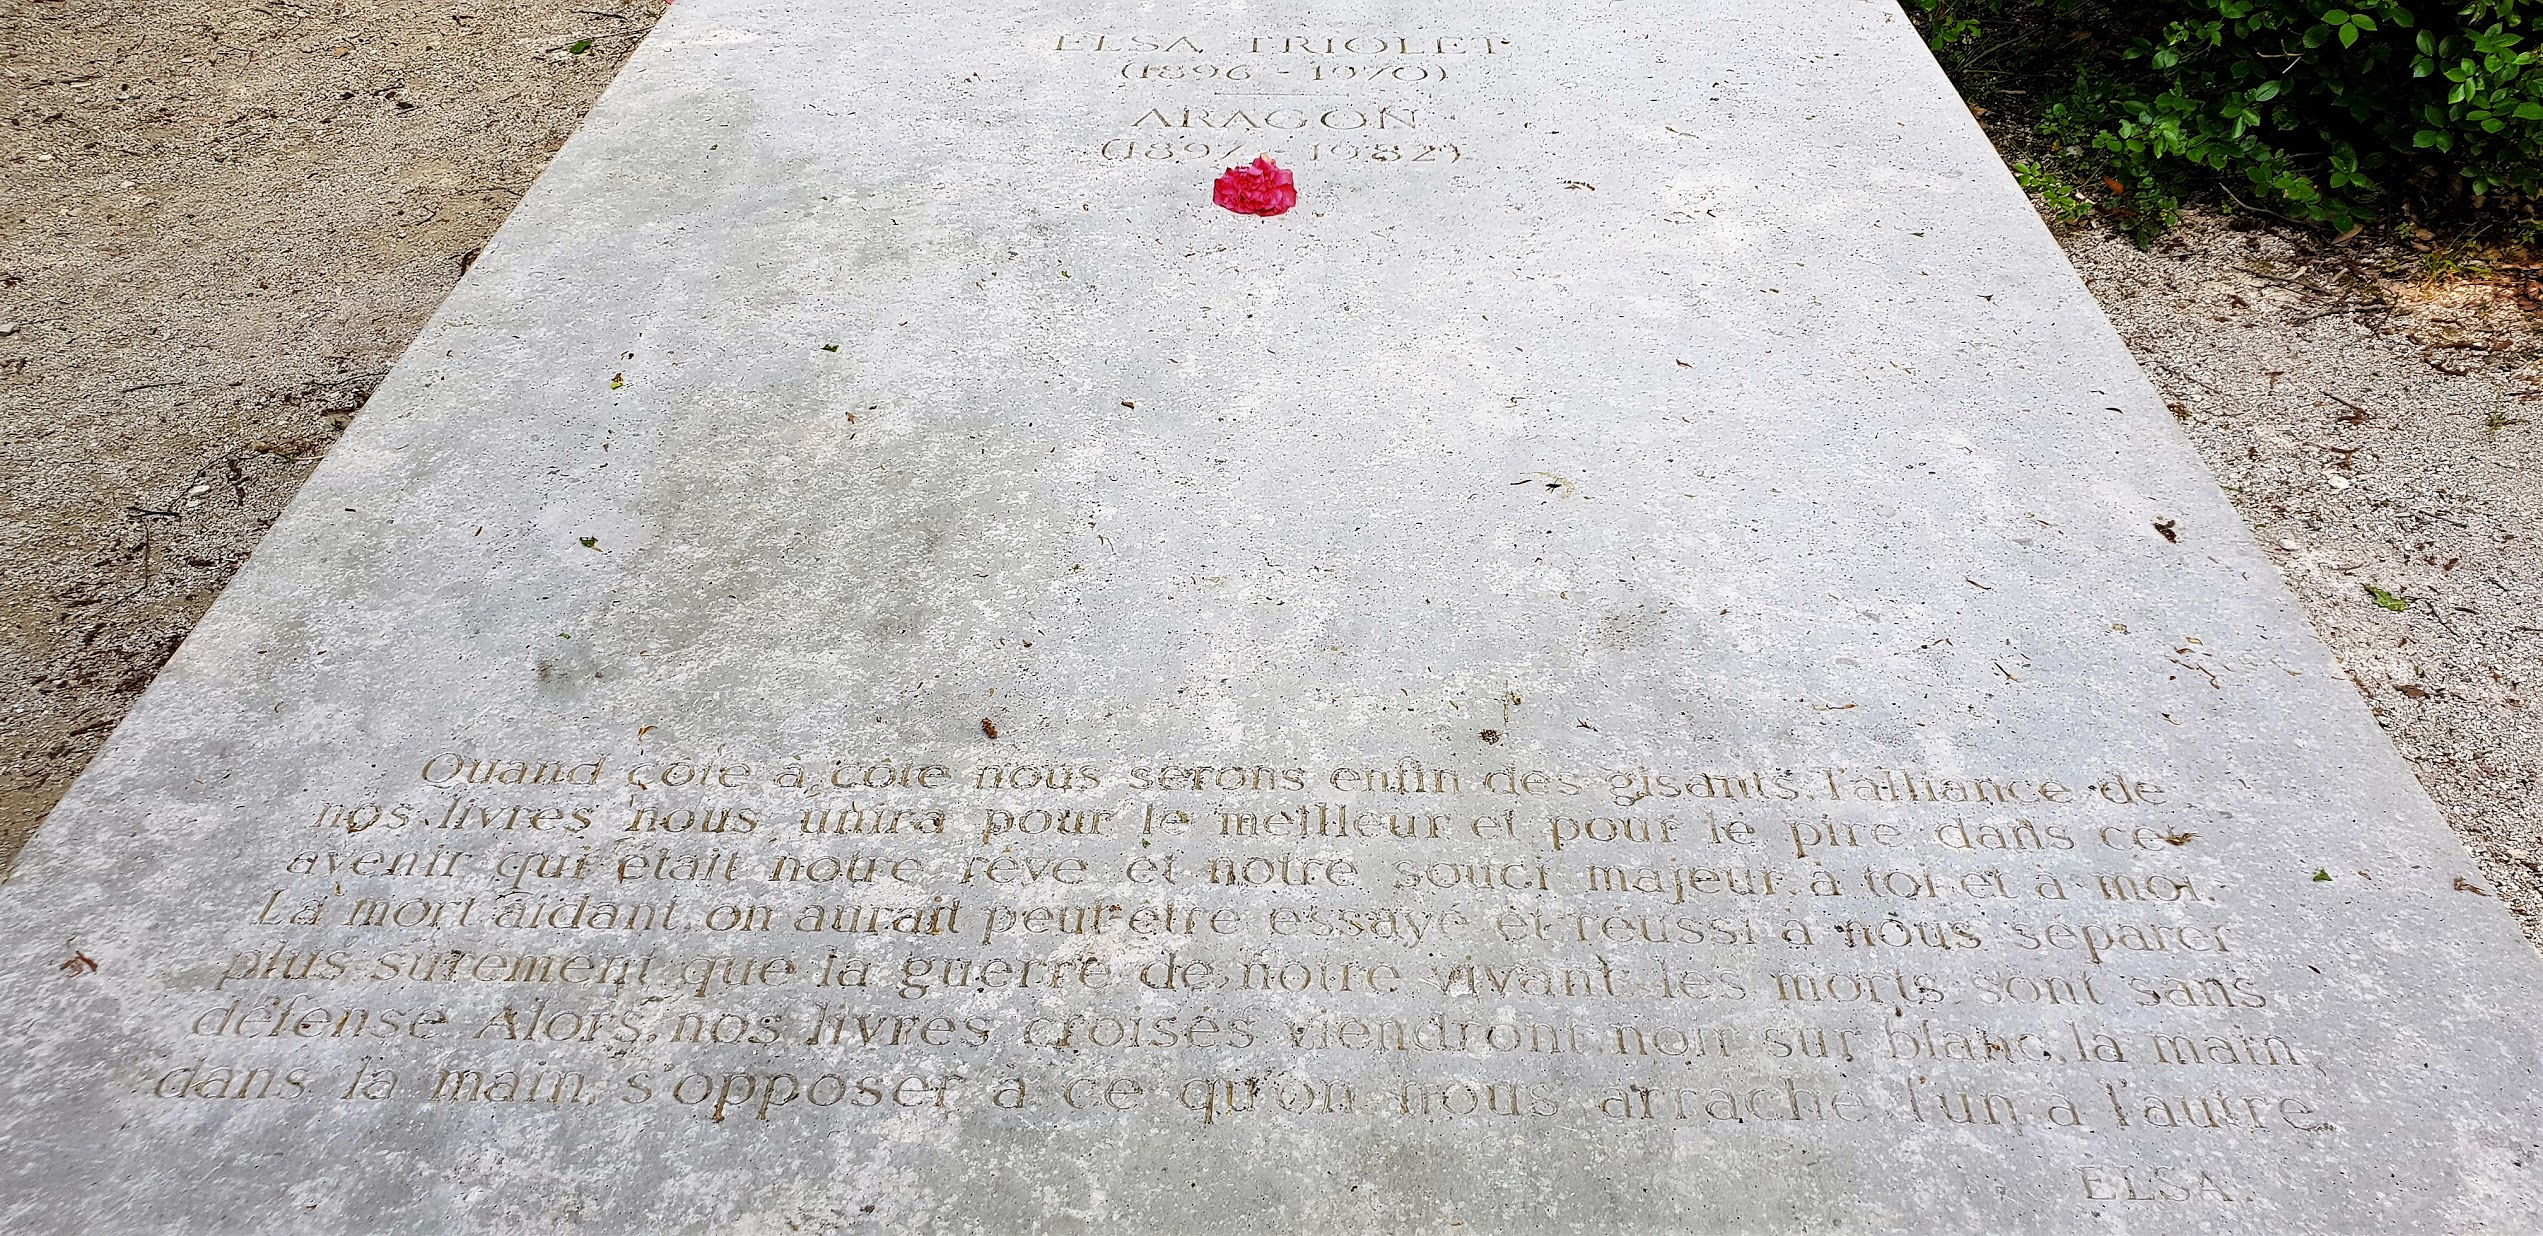 ELSA TRIOLET
(1896 - 1970)
ARAGON
(1897 - 1982)
Quand côte à côte nous serons enfin des gisants, l'alliance de
nos livres nous unira pour le meilleur et pour le pire dans cet
avenir qui était notre rêve et notre souci majeur, à toi et à moi.
La mort aidant, on aurait peut-être essayé et réussi à nous séparer
plus sûrement que la guerre de notre vivant, les morts sont sans
défense. Alors nos livres croisés viendront, noir sur blanc, la main
dans la main, s'opposer à ce qu'on nous arrache l'un à l'autre.
ELSA.